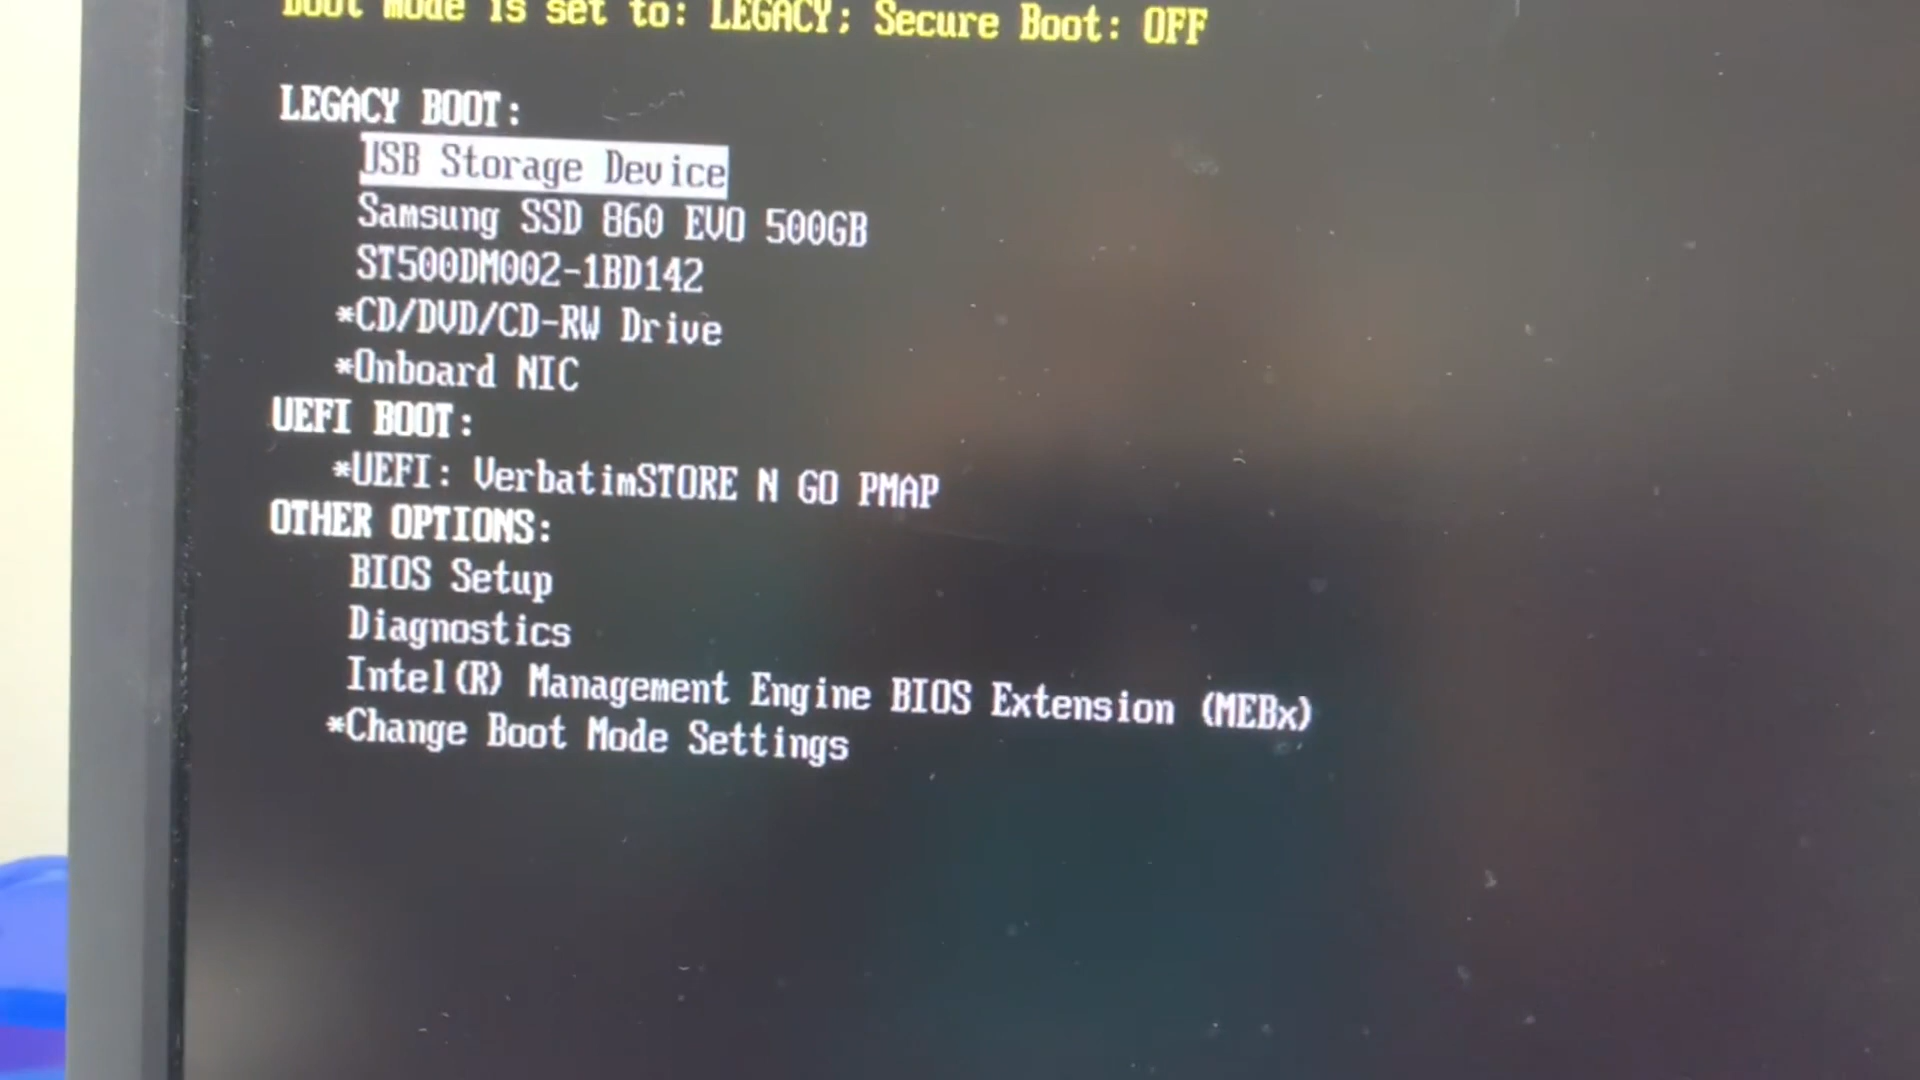 Boot mode is set to: LEGACY; Secure Boot: OFF
LEGACY BOOT:
USB Storage Device
Samsung SSD 860 EVO 500GB
ST500DM002-1BD142
*CD/DVD/CD-RW Drive
*Onboard NIC
UEFI BOOT:
*UEFI: VerbatimSTORE N GO PMAP
OTHER OPTIONS:
BIOS Setup
Diagnostics
Intel(R) Management Engine BIOS Extension (MEBx)
*Change Boot Mode Settings